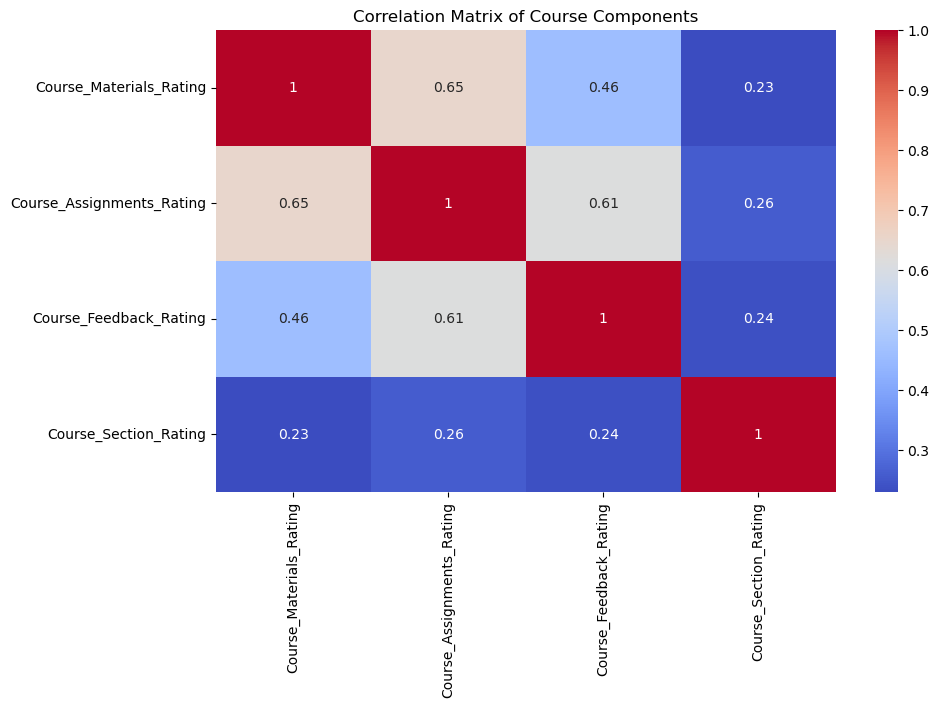 Correlation Matrix of Course Components
Course_Materials_Rating
1
0.65
0.46
0.23
Course_Assignments_Rating
0.65
1
0.61
0.26
Course_Feedback_Rating
0.46
0.61
1
0.24
Course_Section_Rating
0.23
0.26
0.24
1
Course_Materials_Rating
Course_Assignments_Rating
Course_Feedback_Rating
Course_Section_Rating
1.0
0.9
0.8
0.7
0.6
0.5
0.4
0.3